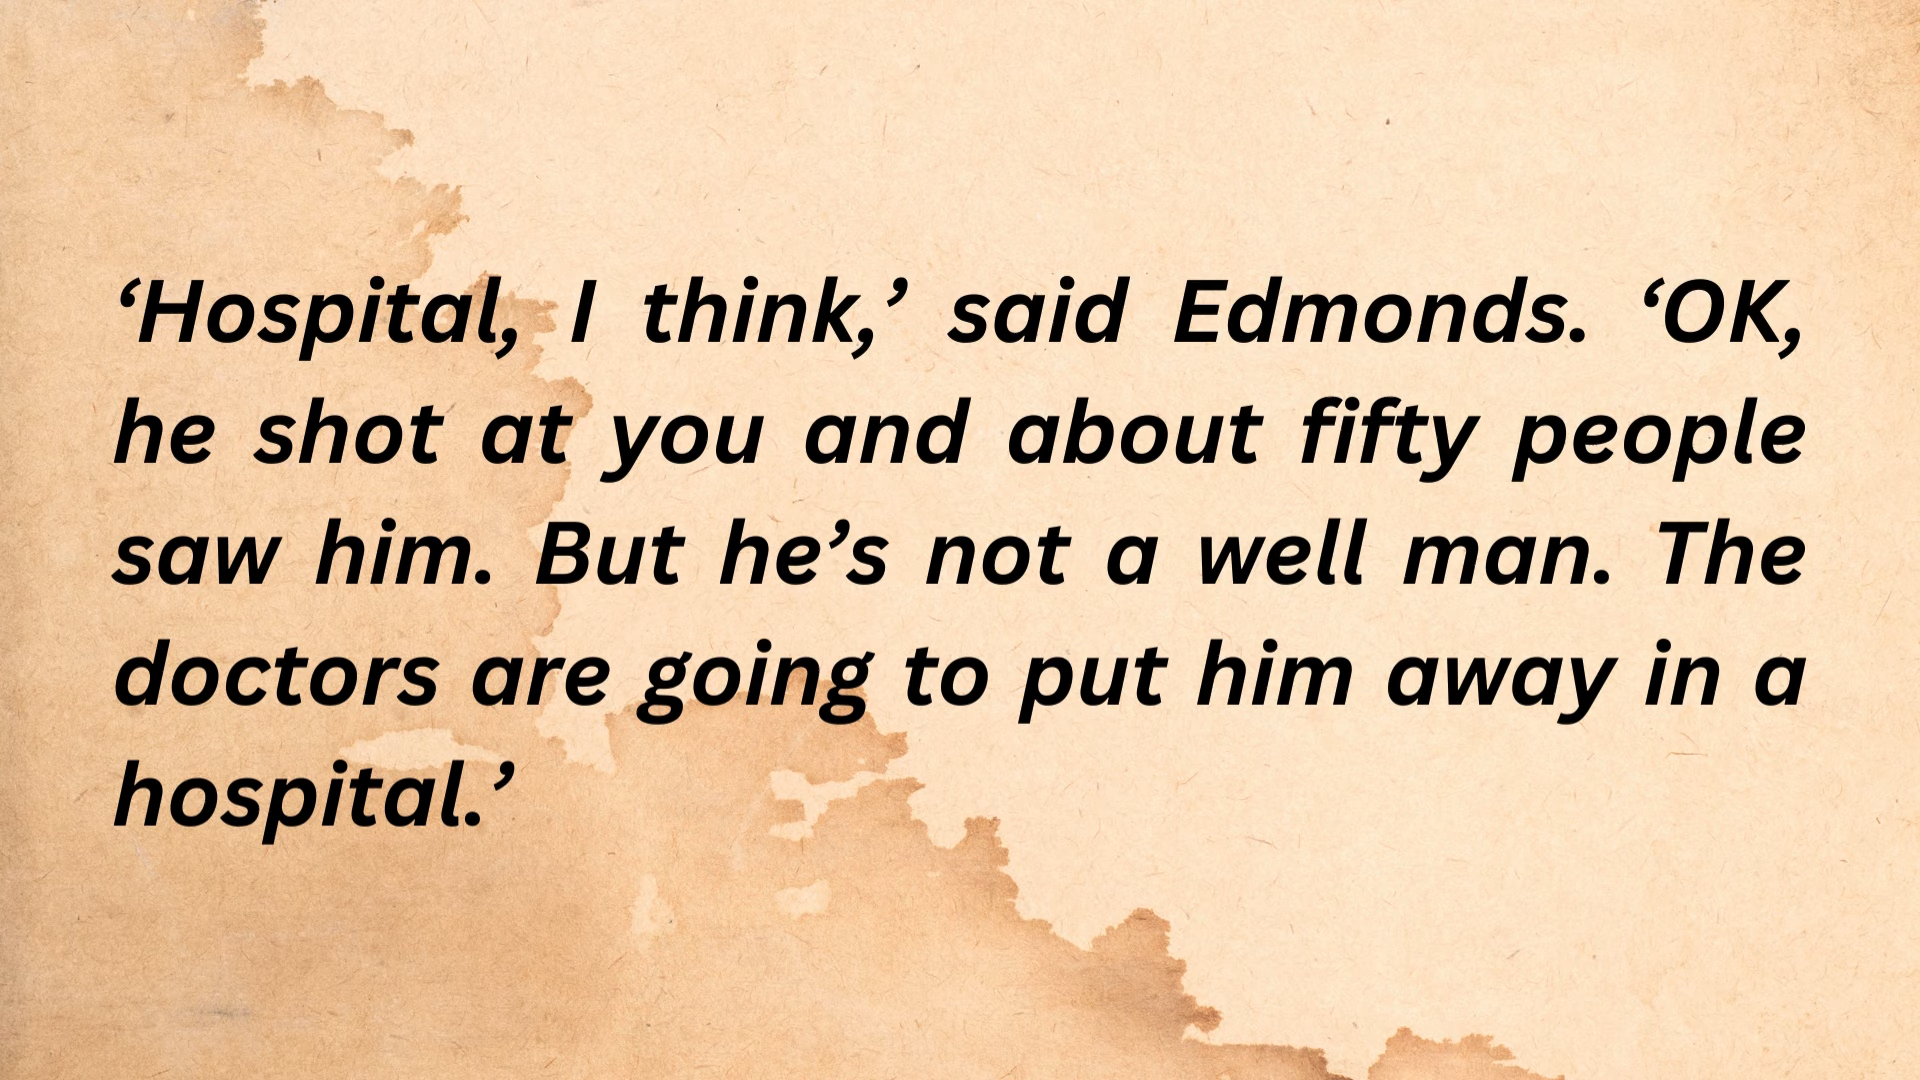 ‘Hospital, I think,’ said Edmonds. ‘OK,
he shot at you and about fifty people
saw him. But he’s not a well man. The
doctors are going to put him away in a
hospital.’